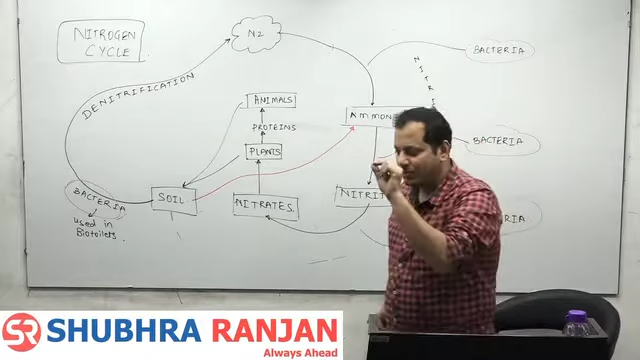 NITROGEN
CYCLE
N2
BACTERIA
DENITRIFICATION
ANIMALS
PROTEINS
PLANTS
BACTERIA
BACTERIA
used in
Biotoilets
SOIL
NITRATES
SHUBHRA RANJAN
Always Ahead
SR